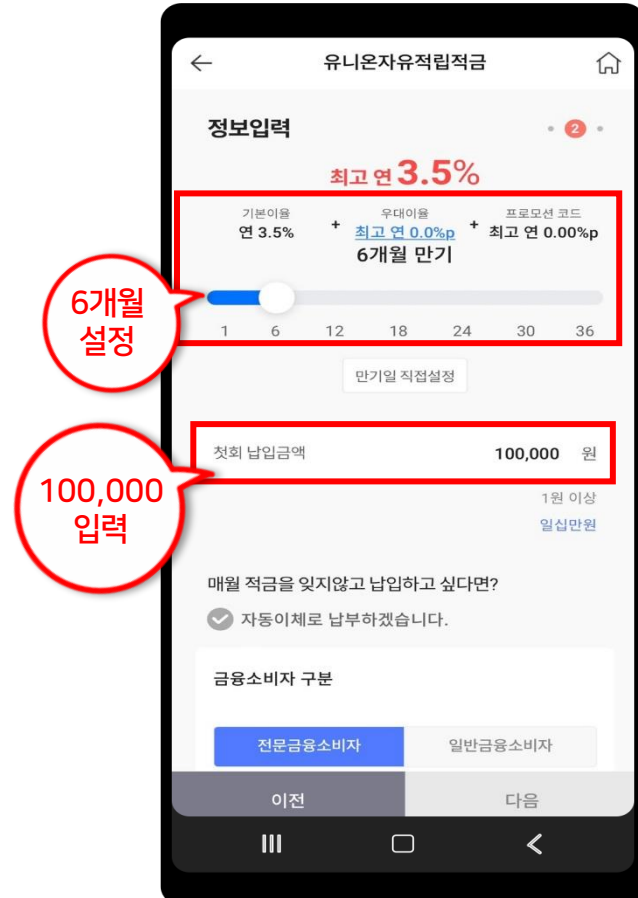 유니온자유적립적금
정보입력
2
최고 연 3.5%
기본이율 우대이율 프로모션 코드
연 3.5% + 최고 연 0.0%p + 최고 연 0.00%p
6개월 만기
6개월
설정
1 6 12 18 24 30 36
만기일 직접설정
첫회 납입금액 100,000 원
100,000
입력
1원 이상
일십만원
매월 적금을 잊지않고 납입하고 싶다면?
자동이체로 납부하겠습니다.
금융소비자 구분
전문금융소비자 일반금융소비자
이전 다음